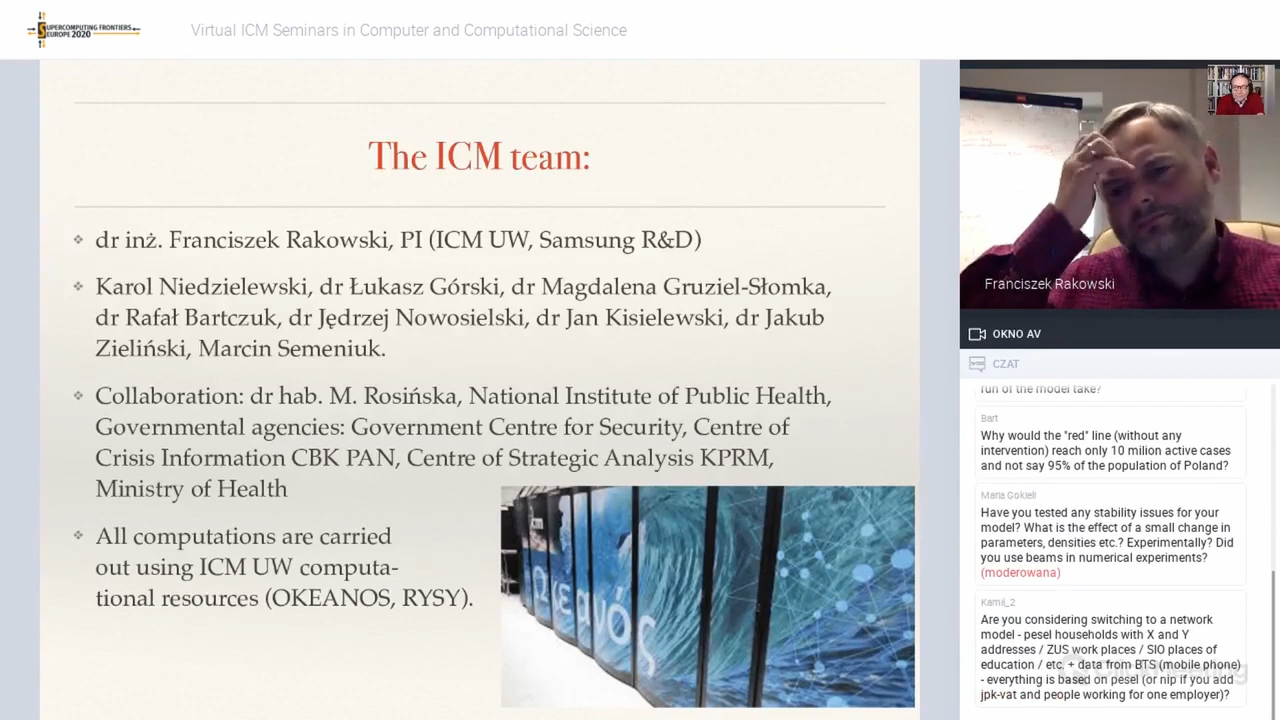 SUPERCOMPUTING FRONTIERS
EUROPE 2020
Virtual ICM Seminars in Computer and Computational Science
The ICM team:
dr inż. Franciszek Rakowski, PI (ICM UW, Samsung R&D)
Karol Niedzielewski, dr Łukasz Górski, dr Magdalena Gruziel-Słomka,
dr Rafał Bartczuk, dr Jędrzej Nowosielski, dr Jan Kisielewski, dr Jakub
Zieliński, Marcin Semeniuk.
Collaboration: dr hab. M. Rosińska, National Institute of Public Health,
Governmental agencies: Government Centre for Security, Centre of
Crisis Information CBK PAN, Centre of Strategic Analysis KPRM,
Ministry of Health
All computations are carried
out using ICM UW computa-
tional resources (OKEANOS, RYSY).
Ωκεανός
Franciszek Rakowski
OKNO AV
CZAT
run of the model take?
Bart
Why would the "red" line (without any
intervention) reach only 10 milion active cases
and not say 95% of the population of Poland?
Maria Gokieli
Have you tested any stability issues for your
model? What is the effect of a small change in
parameters, densities etc.? Experimentally? Did
you use beams in numerical experiments?
(moderowana)
Kamil_2
Are you considering switching to a network
model - pesel households with X and Y
addresses / ZUS work places / SIO places of
education / etc + data from BTS (mobile phone)
- everything is based on pesel (or nip if you add
jpk-vat and people working for one employer)?